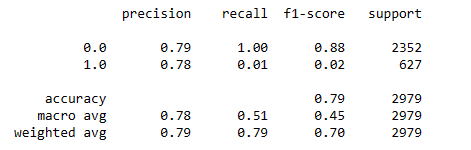 precision recall f1-score support
0.0 0.79 1.00 0.88 2352
1.0 0.78 0.01 0.02 627
accuracy 0.79 2979
macro avg 0.78 0.51 0.45 2979
weighted avg 0.79 0.79 0.70 2979